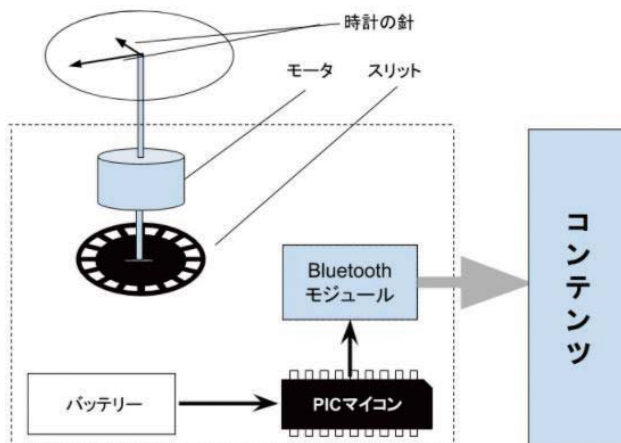 時計の針
モータ
スリット
Bluetooth
モジュール
コンテンツ
バッテリー
PICマイコン